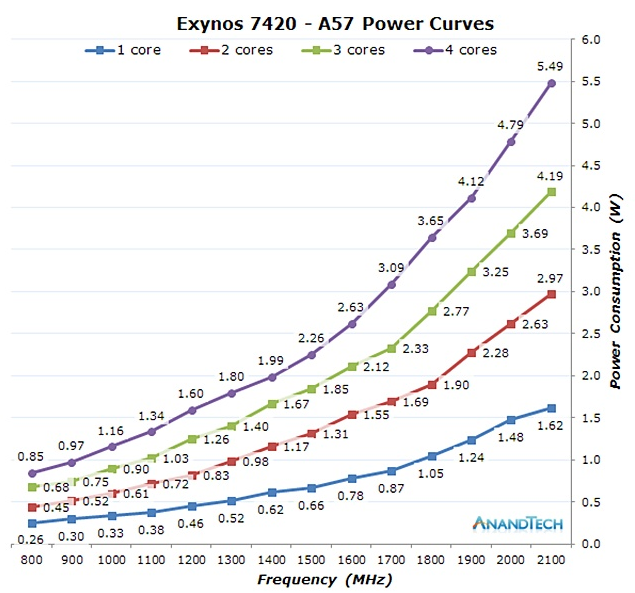 Exynos 7420 - A57 Power Curves
1 core 2 cores 3 cores 4 cores
6.0
5.5
5.0
4.5
4.0
3.5
3.0
2.5
2.0
1.5
1.0
0.5
0.0
Power Consumption (W)
0.85 0.97 1.16 1.34 1.60 1.80 1.99 2.26 2.63 3.09 3.65 4.12 4.79 5.49
0.68 0.75 0.90 1.03 1.26 1.40 1.67 1.85 2.12 2.33 2.77 3.25 3.69 4.19
0.45 0.52 0.61 0.72 0.83 0.98 1.17 1.31 1.55 1.69 1.90 2.28 2.63 2.97
0.26 0.30 0.33 0.38 0.46 0.52 0.62 0.66 0.78 0.87 1.05 1.24 1.48 1.62
ANANDTECH
800 900 1000 1100 1200 1300 1400 1500 1600 1700 1800 1900 2000 2100
Frequency (MHz)